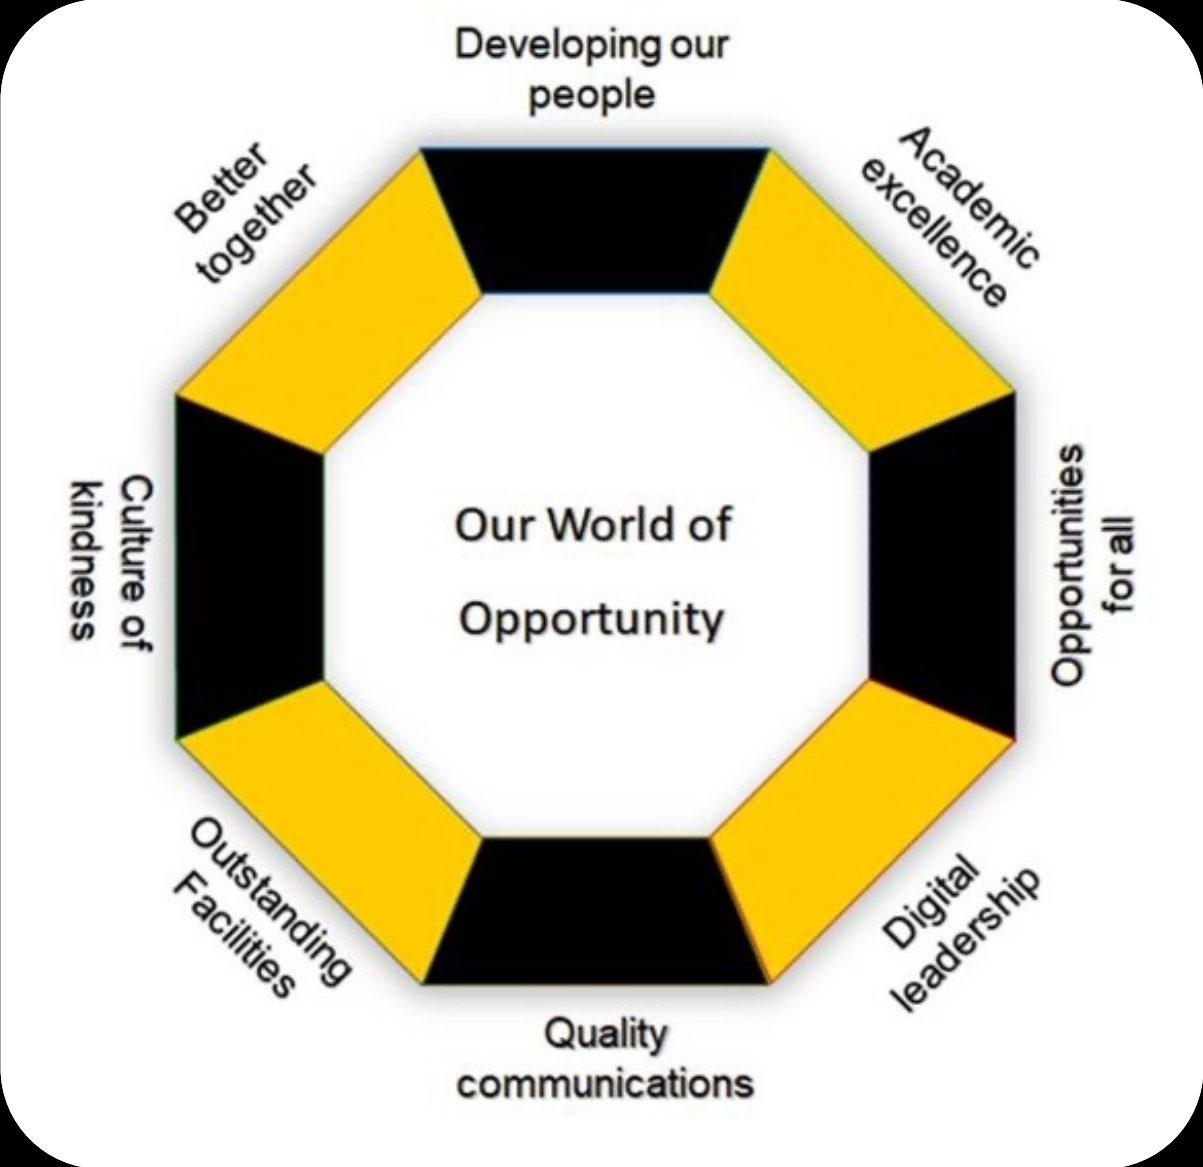 Developing our
people
Academic
excellence
Opportunities
for all
Digital
leadership
Quality
communications
Outstanding
Facilities
Culture of
kindness
Better
together
Our World of
Opportunity